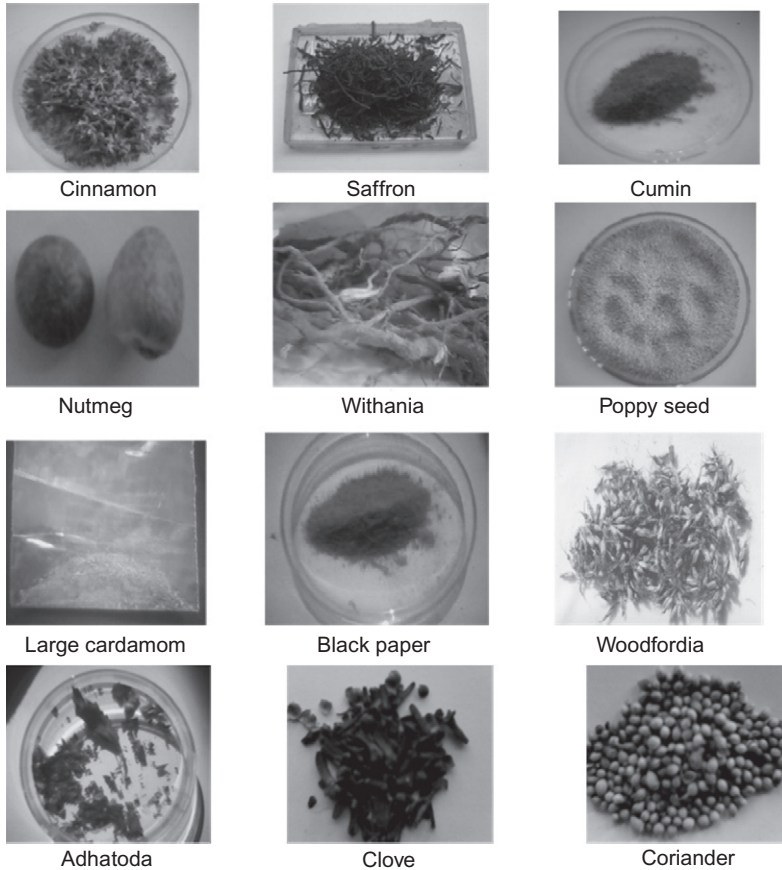 Cinnamon
Saffron
Cumin
Nutmeg
Withania
Poppy seed
Large cardamom
Black paper
Woodfordia
Adhatoda
Clove
Coriander